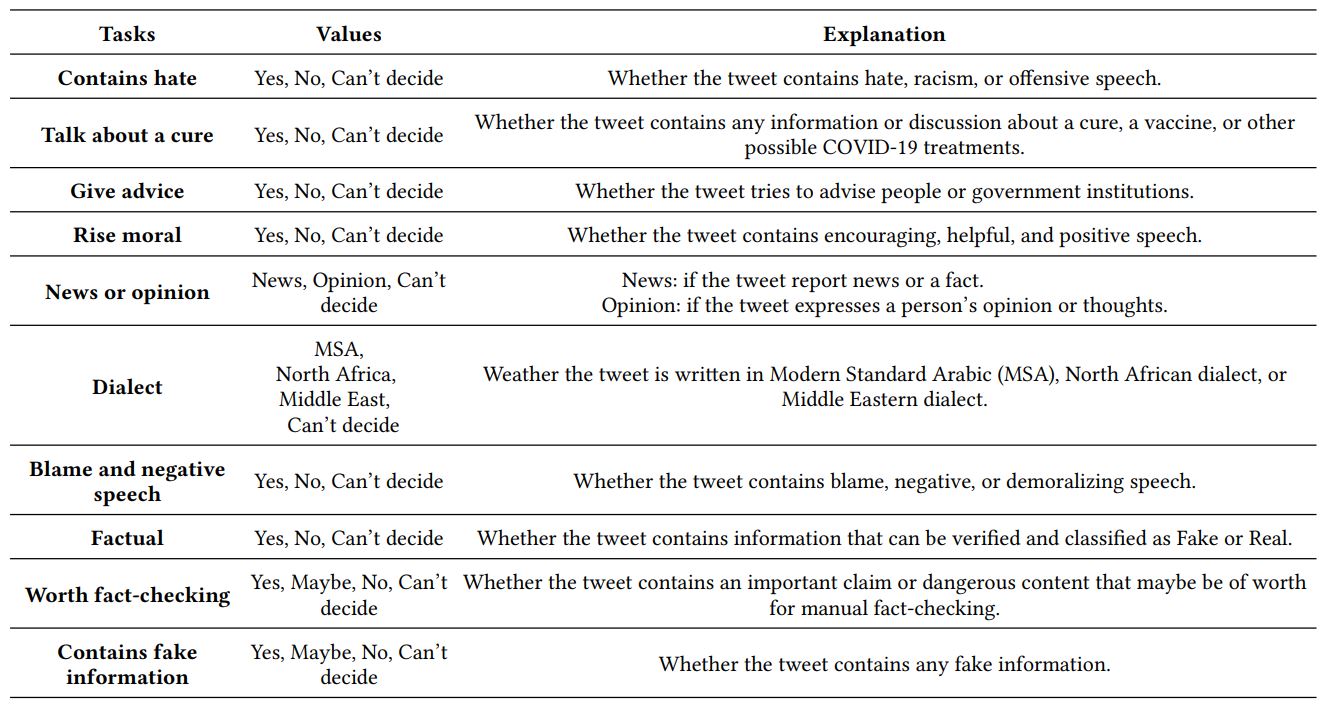 Tasks Values Explanation
Contains hate Yes, No, Can't decide Whether the tweet contains hate, racism, or offensive speech.
Talk about a cure Yes, No, Can't decide Whether the tweet contains any information or discussion about a cure, a vaccine, or other
possible COVID-19 treatments.
Give advice Yes, No, Can't decide Whether the tweet tries to advise people or government institutions.
Rise moral Yes, No, Can't decide Whether the tweet contains encouraging, helpful, and positive speech.
News or opinion
News, Opinion, Can't
decide
News: if the tweet report news or a fact.
Opinion: if the tweet expresses a person's opinion or thoughts.
Dialect
MSA,
North Africa,
Middle East,
Can't decide
Weather the tweet is written in Modern Standard Arabic (MSA), North African dialect, or
Middle Eastern dialect.
Blame and negative
speech
Yes, No, Can't decide
Whether the tweet contains blame, negative, or demoralizing speech.
Factual Yes, No, Can't decide Whether the tweet contains information that can be verified and classified as Fake or Real.
Worth fact-checking
Yes, Maybe, No, Can't
decide
Whether the tweet contains an important claim or dangerous content that maybe be of worth
for manual fact-checking.
Contains fake
information
Yes, Maybe, No, Can't
decide
Whether the tweet contains any fake information.